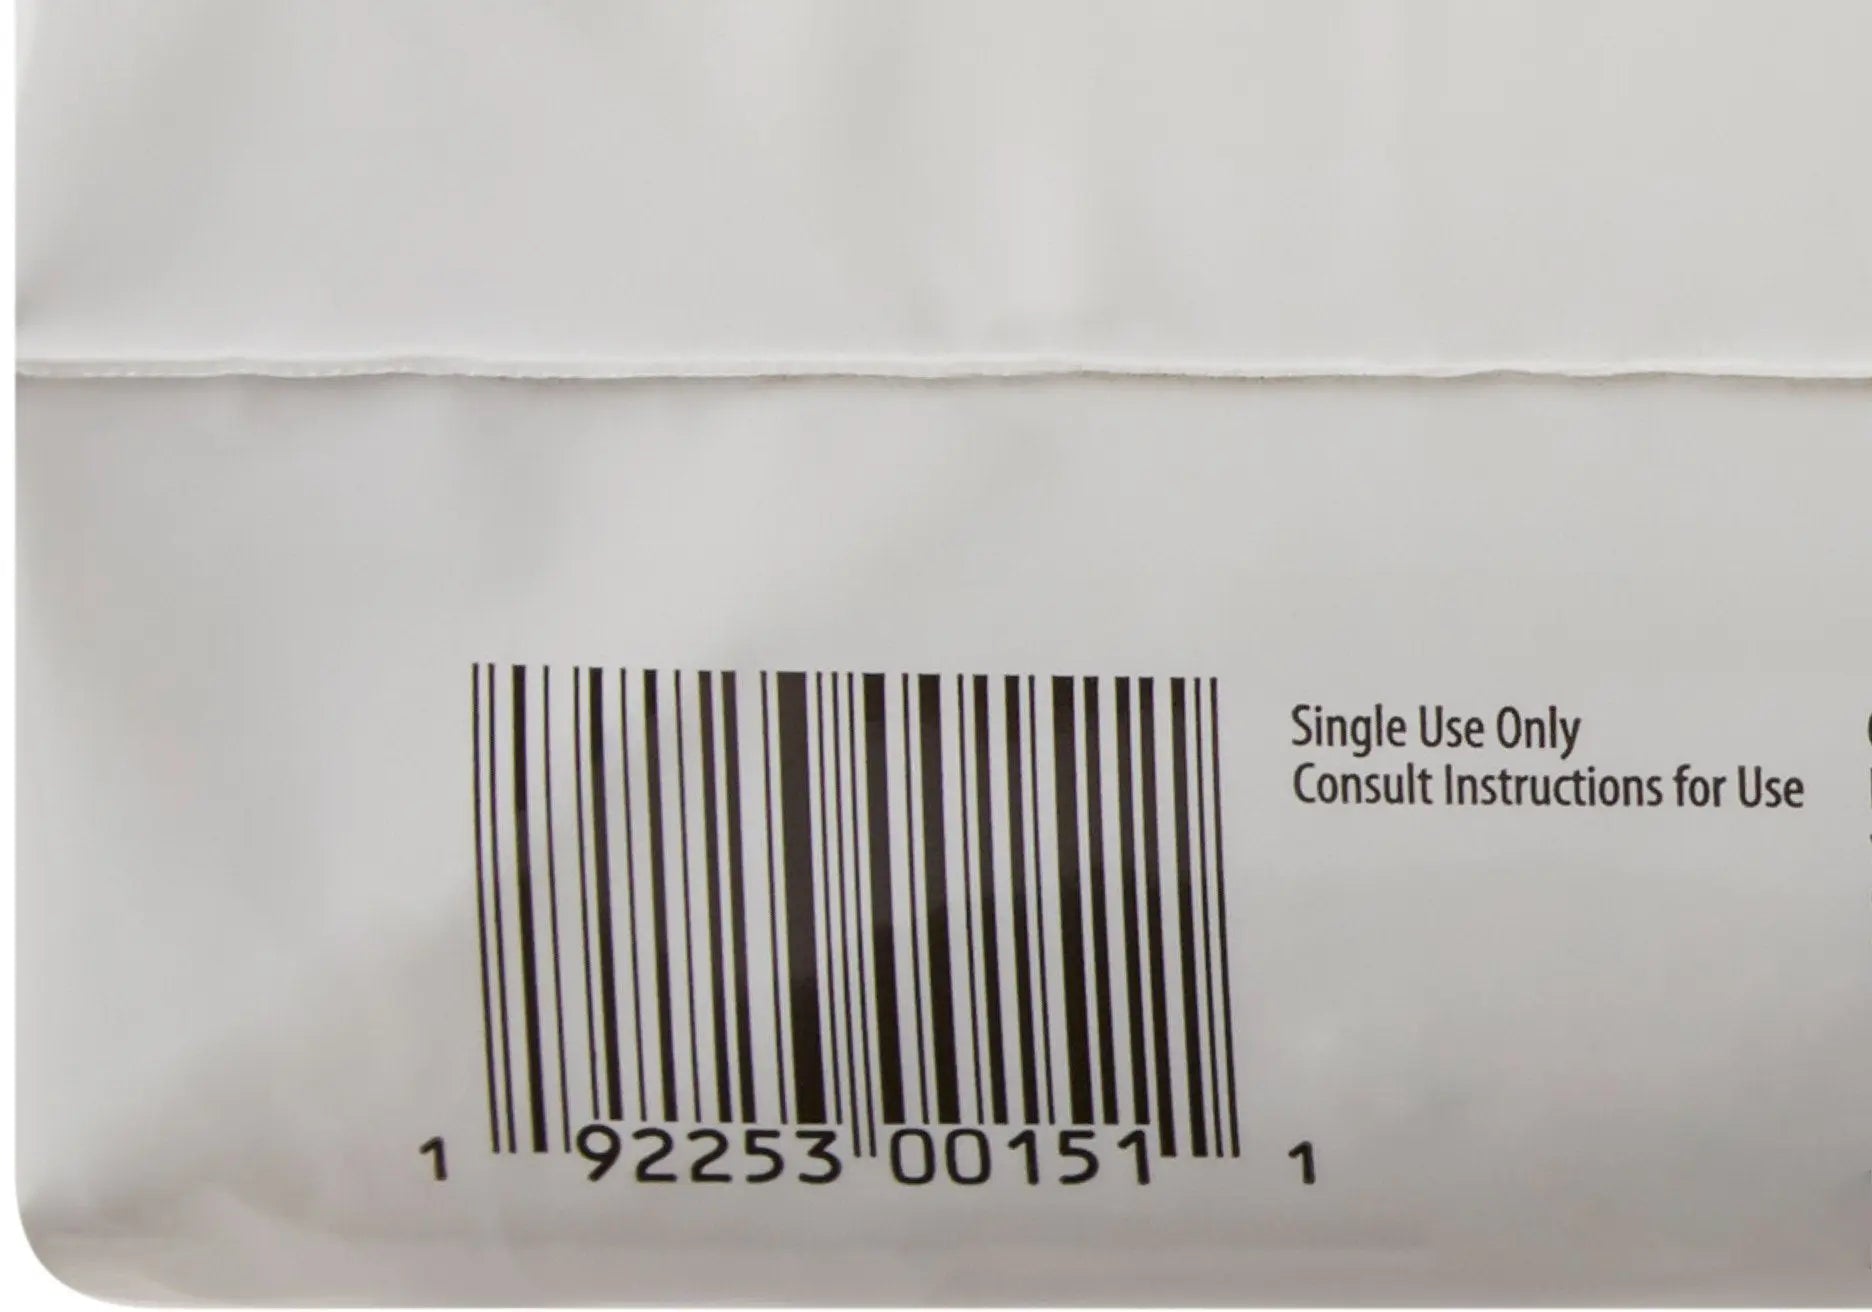 Single Use Only
Consult Instructions for Use
1 92253 00151 1